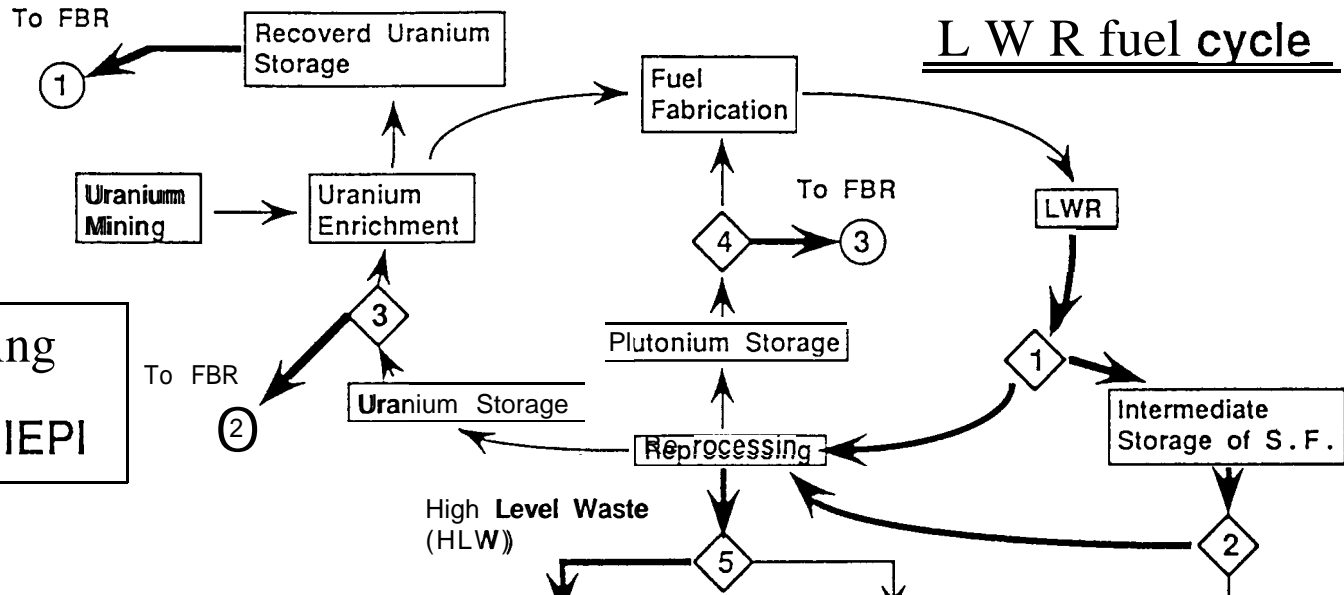 To FBR
Recoverd Uranium
Storage
1
L W R fuel cycle
Fuel
Fabrication
Uranium
Mining
Uranium
Enrichment
To FBR
LWR
4
3
3
ing
Plutonium Storage
1
To FBR
Uranium Storage
Intermediate
Storage of S.F.
2
IEPI
Reprocessing
High Level Waste
(HLW)
5
2